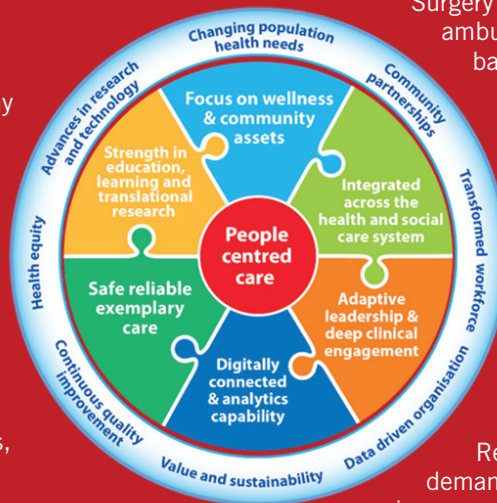 Surgery
ambu
ba
y
s,
Re
deman
Changing population
health needs
Community
partnerships
Transformed workforce
Data driven organisation
Value and sustainability
Continuous quality
improvement
Health equity
Advances in research
and technology
Focus on wellness
& community
assets
Integrated
across the
health and social
care system
Adaptive
leadership &
deep clinical
engagement
Digitally
connected
& analytics
capability
Safe reliable
exemplary
care
Strength in
education,
learning and
translational
research
People
centred
care